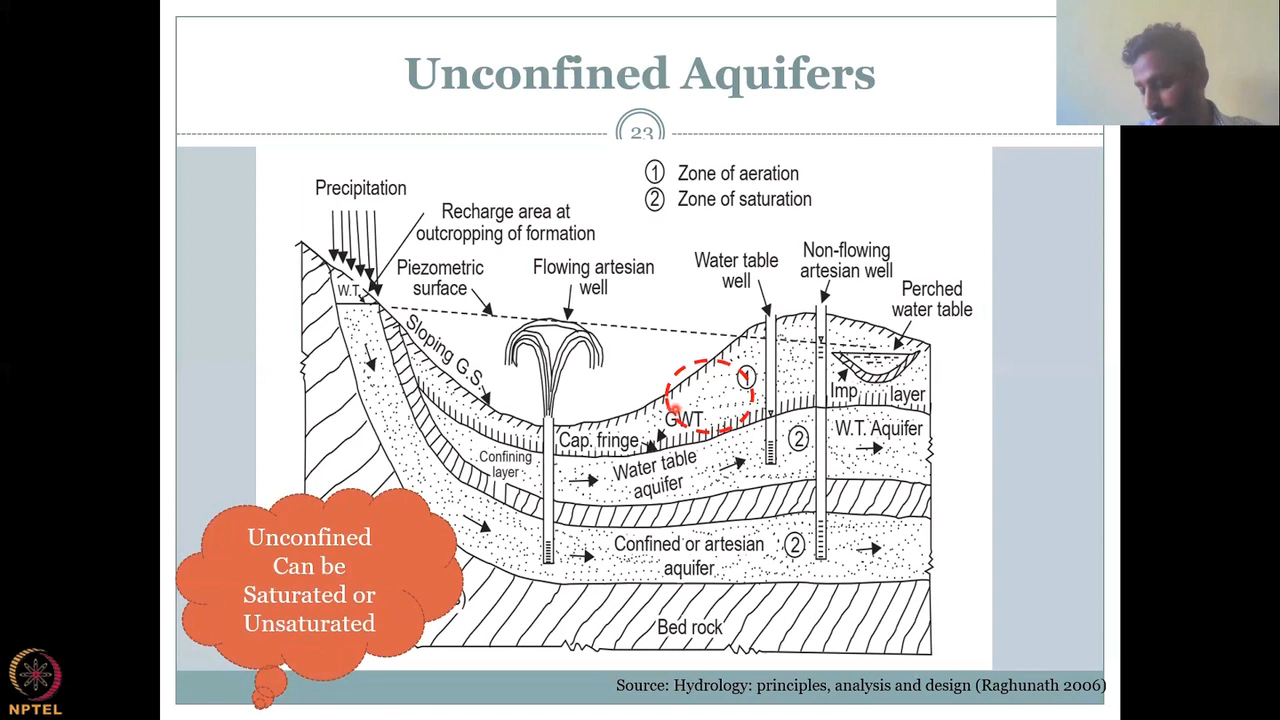 Unconfined Aquifers
23
① Zone of aeration
② Zone of saturation
Precipitation
Recharge area at
outcropping of formation
Piezometric
surface
Flowing artesian
well
Water table
well
Non-flowing
artesian well
Perched
water table
W.T.
Sloping G.S.
①
GWT
Imp. layer
Cap. fringe
Confining
layer
Water table
aquifer
②
W.T. Aquifer
Confined or artesian
aquifer
②
Bed rock
Unconfined
Can be
Saturated or
Unsaturated
Source: Hydrology: principles, analysis and design (Raghunath 2006)
NPTEL